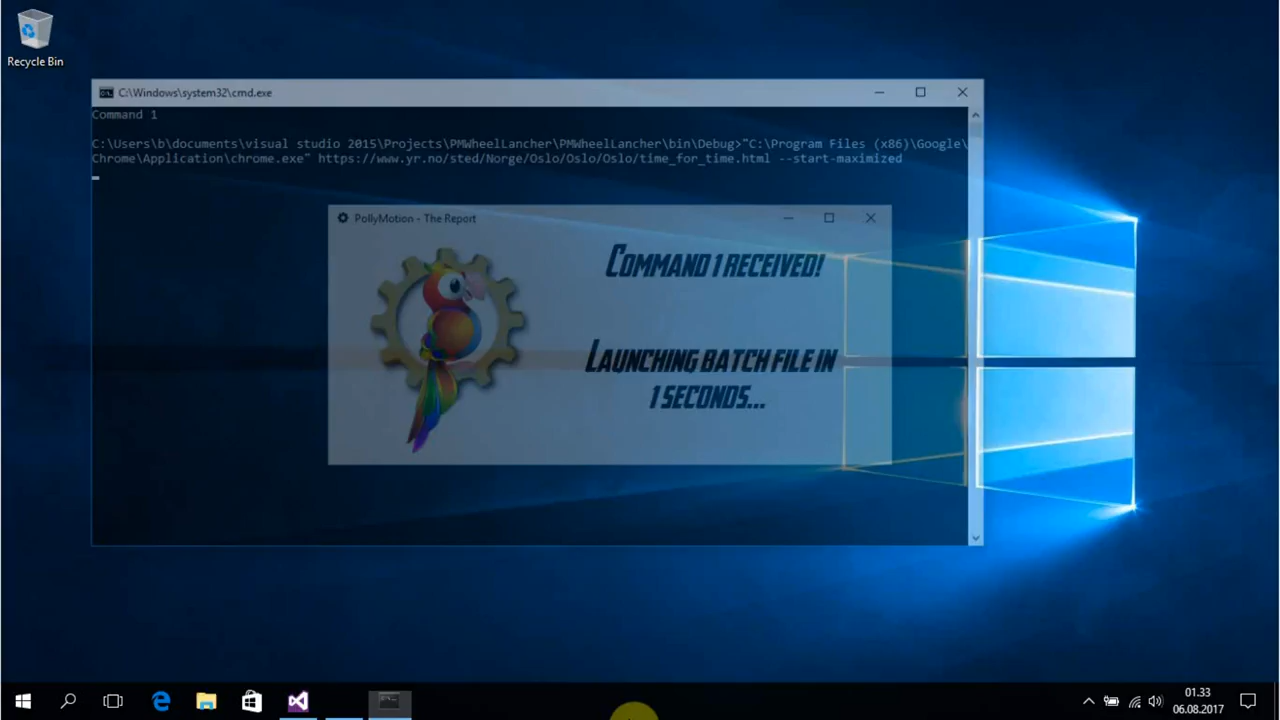 Recycle Bin
C:\Windows\system32\cmd.exe
Command 1
C:\Users\b\documents\visual studio 2015\Projects\PMWheelLancher\PMWheelLancher\bin\Debug>"C:\Program Files (x86)\Google\
Chrome\Application\chrome.exe" https://www.yr.no/sted/Norge/Oslo/Oslo/Oslo/time_for_time.html --start-maximized
PollyMotion - The Report
Command 1 received!
Launching batch file in
1 seconds...
01.33
06.08.2017